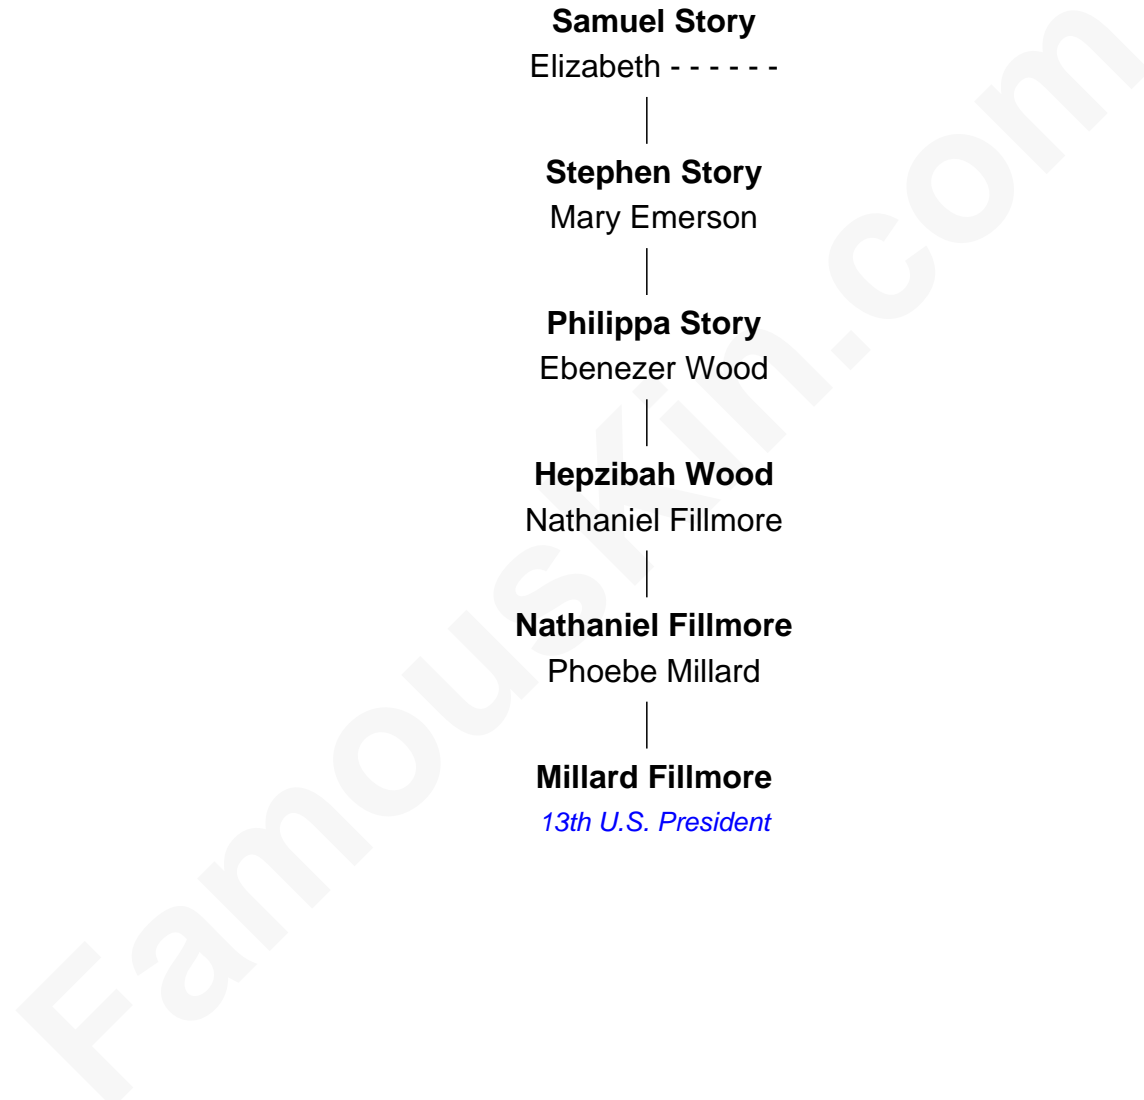 Samuel Story
Elizabeth - - - - - -
Stephen Story
Mary Emerson
Philippa Story
Ebenezer Wood
Hepzibah Wood
Nathaniel Fillmore
Nathaniel Fillmore
Phoebe Millard
Millard Fillmore
13th U.S. President
FamousKin.com